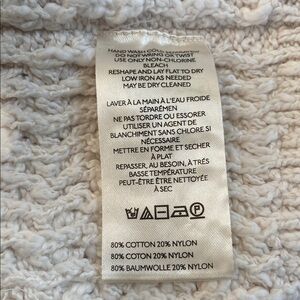 HAND WASH COLD SEPARATELY
DO NOT WRING OR TWIST
USE ONLY NON-CHLORINE
BLEACH
RESHAPE AND LAY FLAT TO DRY
LOW IRON AS NEEDED
MAY BE DRY CLEANED
LAVER À LA MAIN À L'EAU FROIDE
SÉPARÉMEN
NE PAS TORDRE OU ESSORER
UTILISER UN AGENT DE
BLANCHIMENT SANS CHLORE SI
NÉCESSAIRE
METTRE EN FORME ET SECHER
À PLAT
REPASSER, AU BESOIN, À TRÈS
BASSE TEMPÉRATURE
PEUT-ÊTRE ÊTRE NETTOYÉE
À SEC
80% COTTON 20% NYLON
80% COTON 20% NYLON
80% BAUMWOLLE 20% NYLON